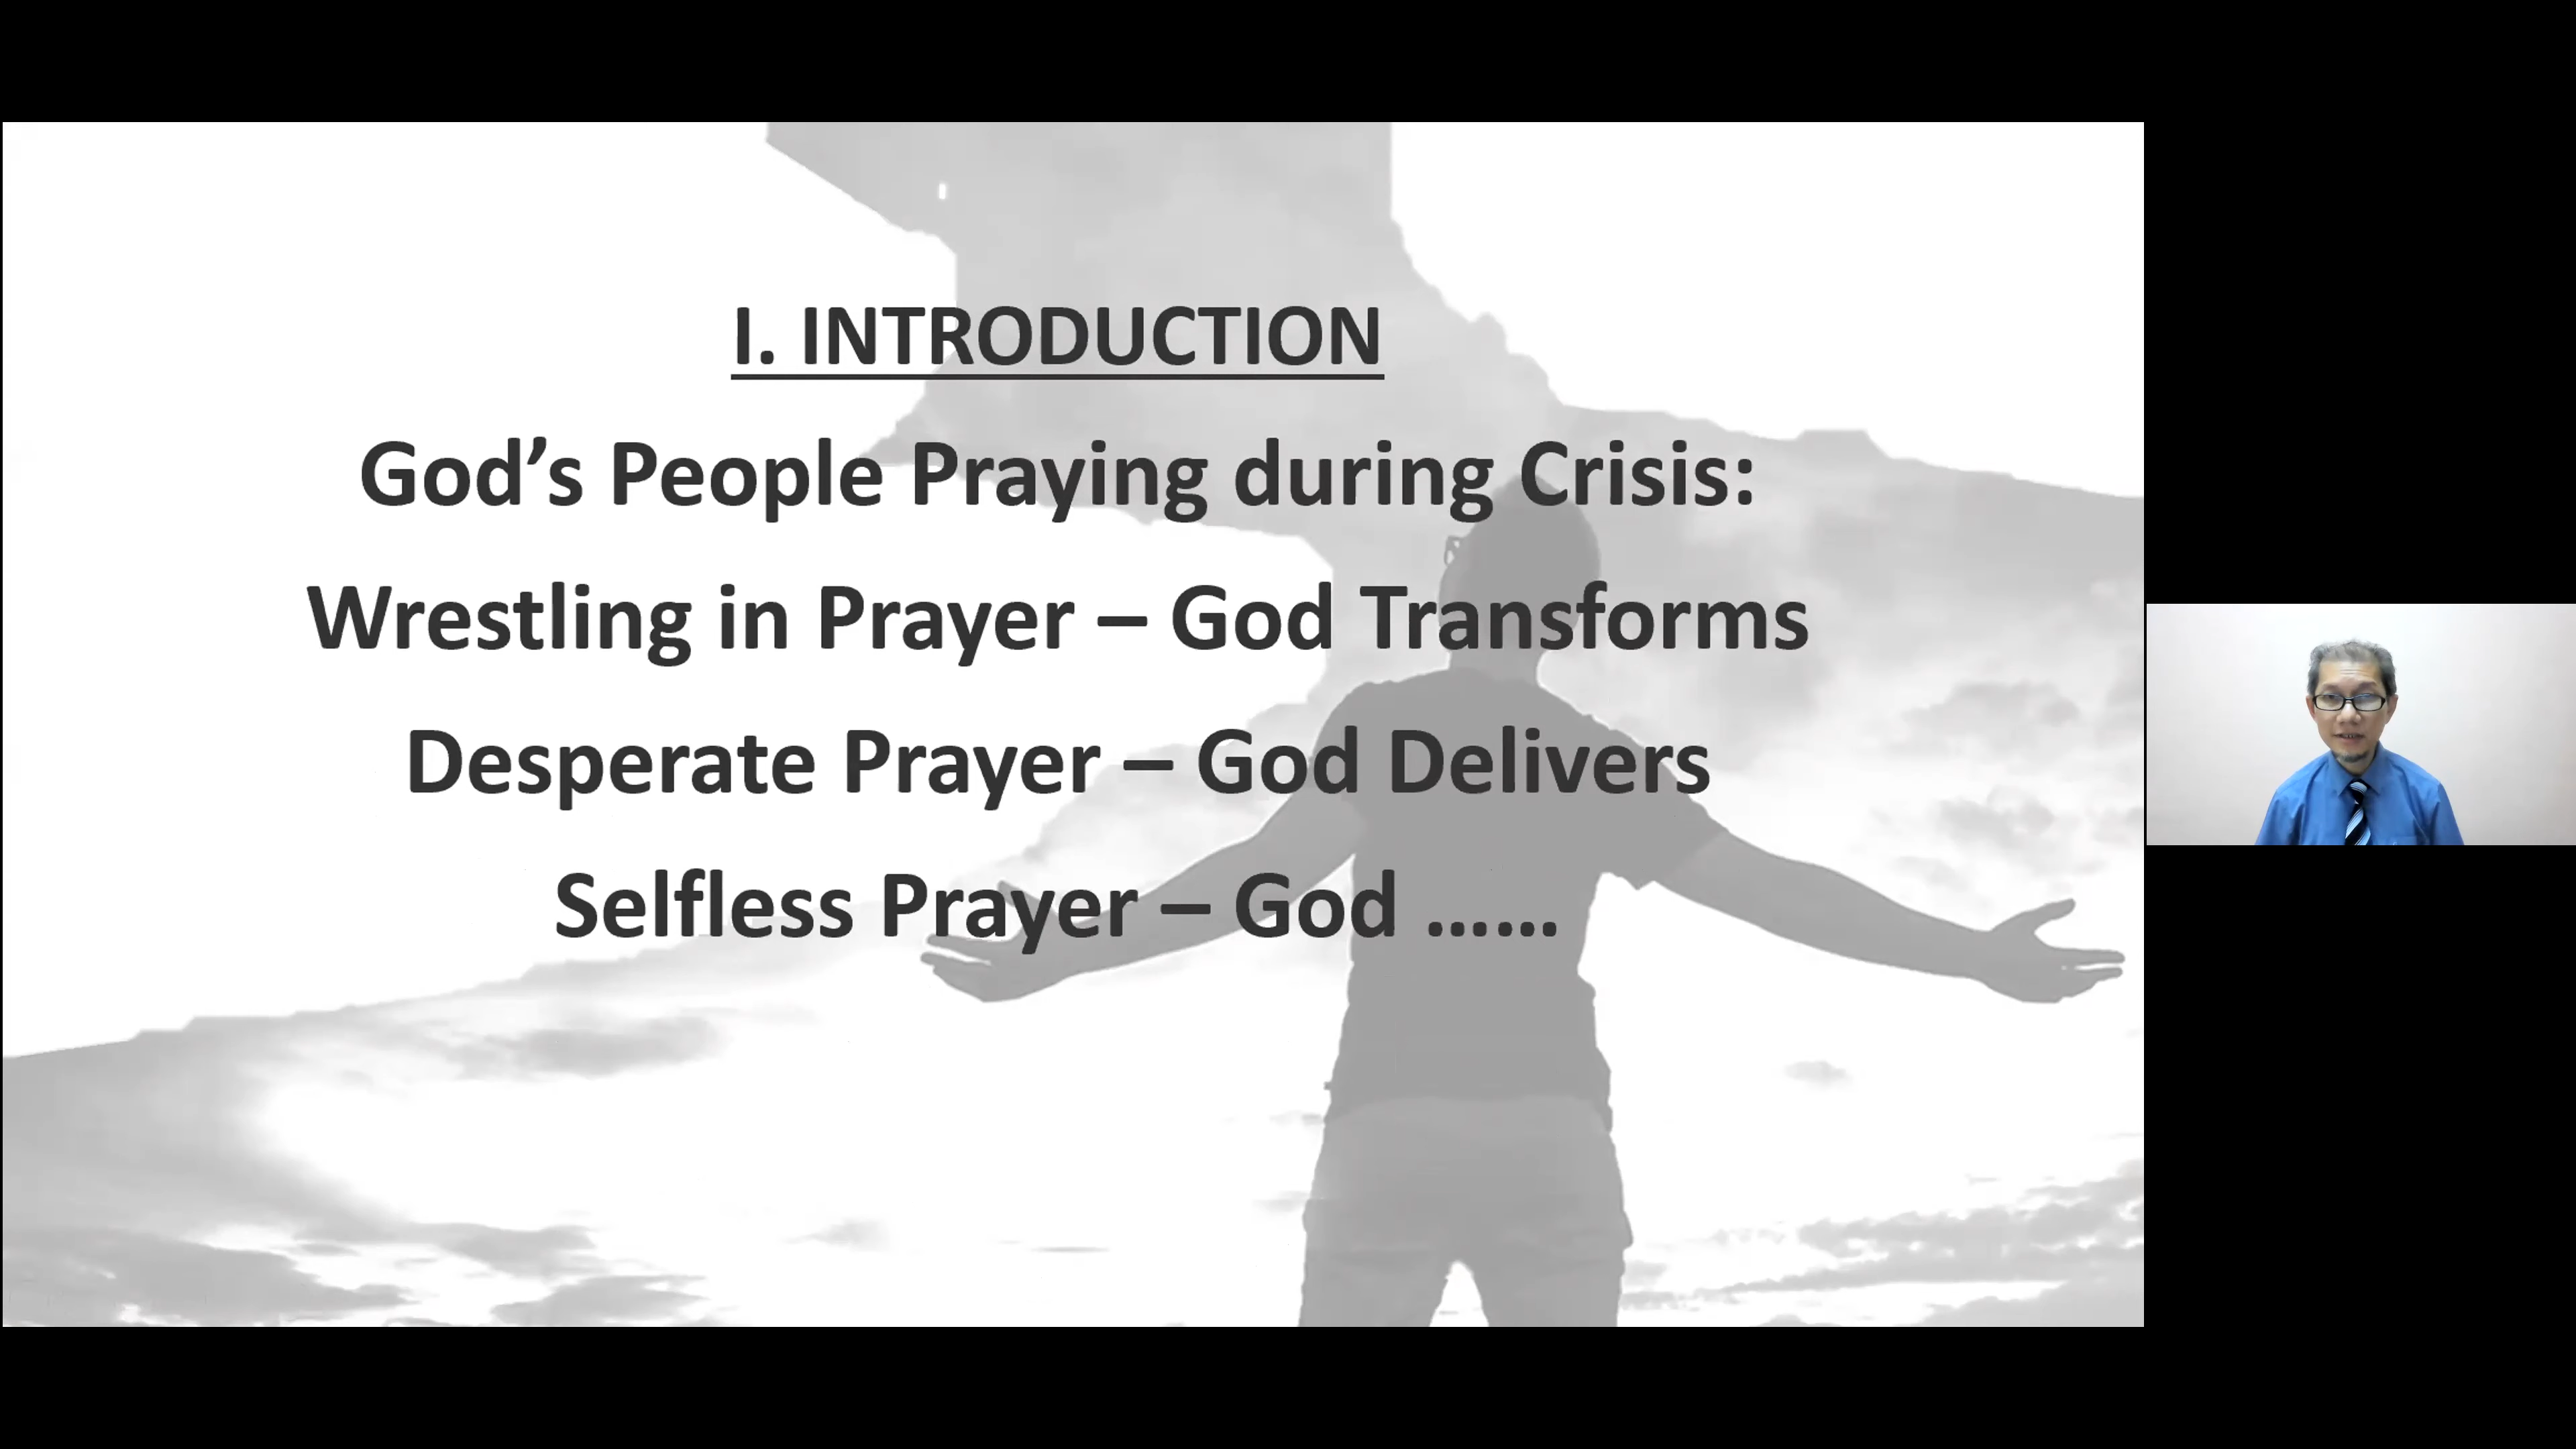 I. INTRODUCTION
God’s People Praying during Crisis:
Wrestling in Prayer – God Transforms
Desperate Prayer – God Delivers
Selfless Prayer – God ......